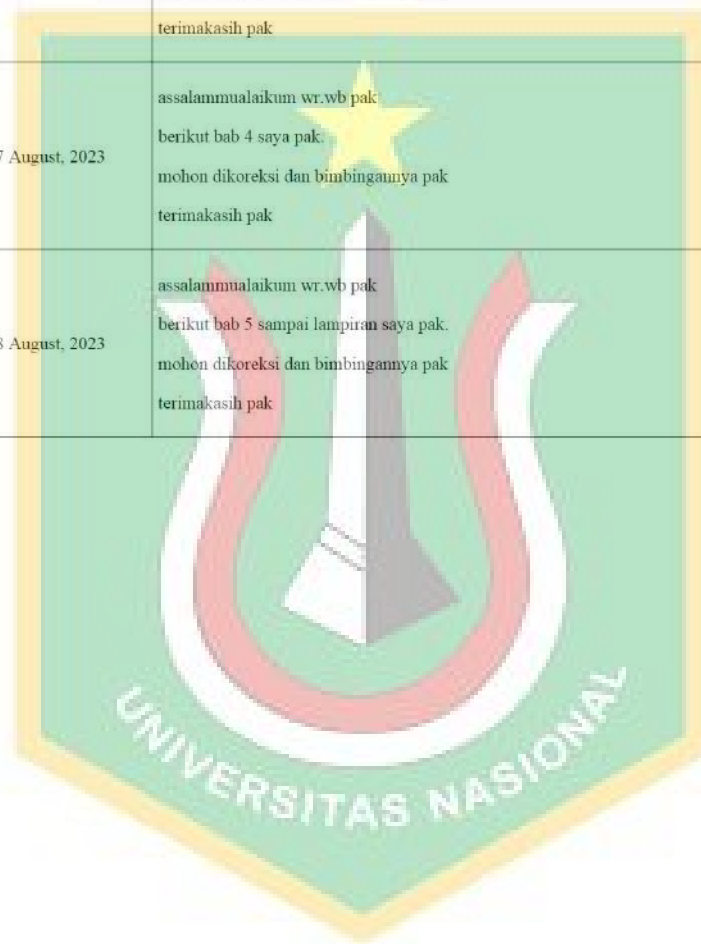 terimakasih pak
assalammualaikum wr.wb pak
berikut bab 4 saya pak.
7 August, 2023
mohon dikoreksi dan bimbingannya pak
terimakasih pak
assalammualaikum wr.wb pak
berikut bab 5 sampai lampiran saya pak.
8 August, 2023
mohon dikoreksi dan bimbingannya pak
terimakasih pak
UNIVERSITAS NASIONAL